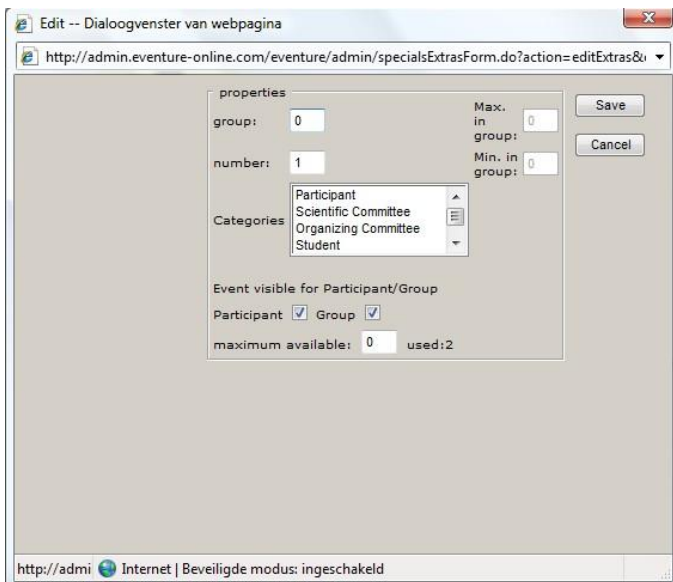 Edit -- Dialoogvenster van webpagina
http://admin.eventure-online.com/eventure/admin/specialsExtrasForm.do?action=editExtras&
properties
group: 0
Max. in group: 0
Save
number: 1
Min. in group: 0
Cancel
Categories
Participant
Scientific Committee
Organizing Committee
Student
Event visible for Participant/Group
Participant Group
maximum available: 0 used:2
http://admi Internet | Beveiligde modus: ingeschakeld